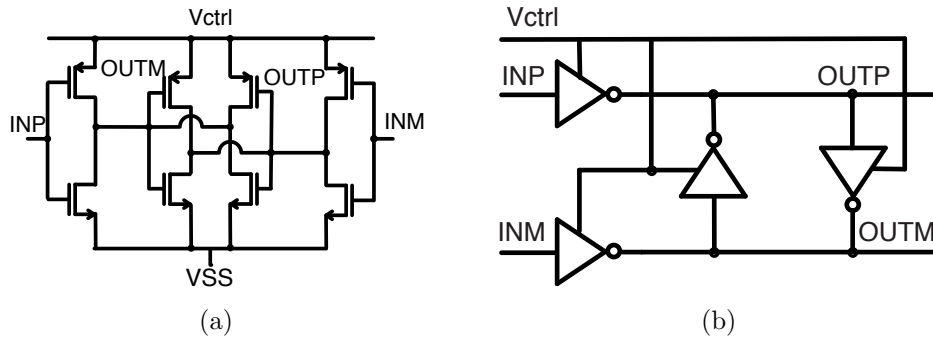 Vctrl
OUTM
OUTP
INP
INM
VSS
(a)
Vctrl
INP
OUTP
INM
OUTM
(b)